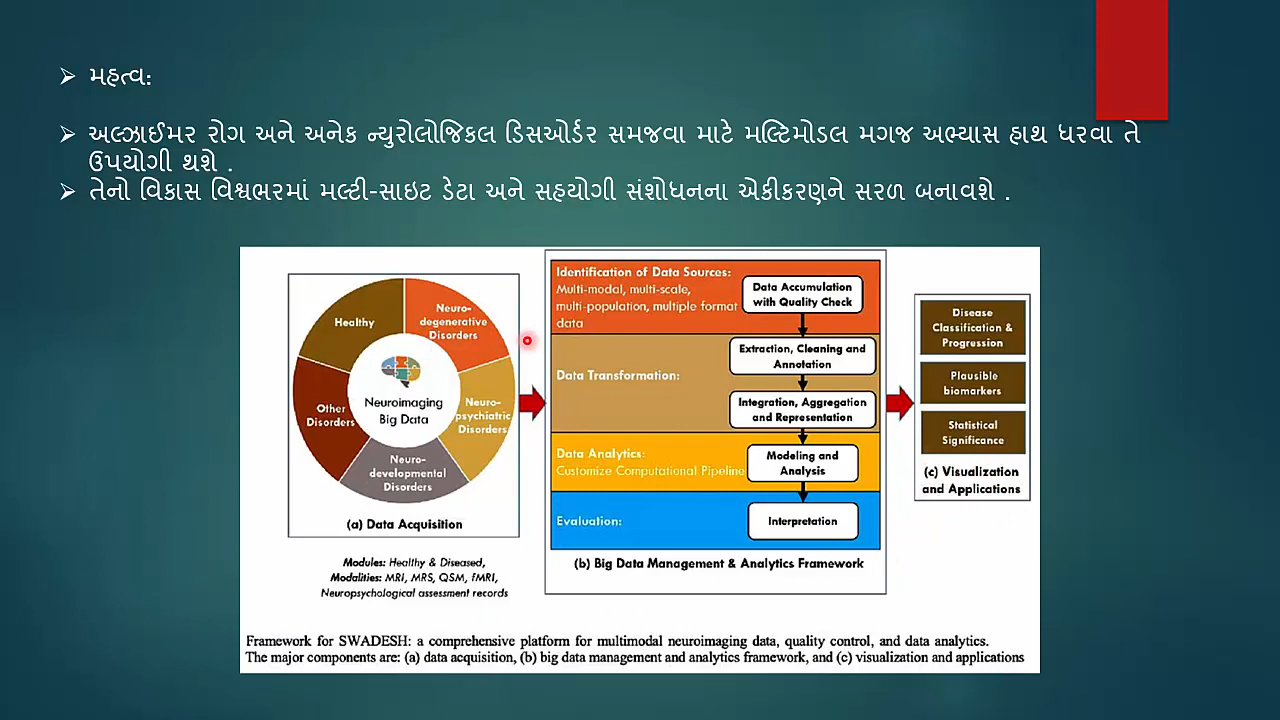 ➢ મહત્વ:
➢ અલ્ઝાઈમર રોગ અને અનેક ન્યુરોલોજિકલ ડિસઓર્ડર સમજવા માટે મલ્ટિમોડલ મગજ અભ્યાસ હાથ ધરવા તે
ઉપયોગી થશે .
➢ તેનો વિકાસ વિશ્વભરમાં મલ્ટી-સાઇટ ડેટા અને સહયોગી સંશોધનના એકીકરણને સરળ બનાવશે .
Healthy
Neuro-
degenerative
Disorders
Neuro-
psychiatric
Disorders
Neuro-
developmental
Disorders
Other
Disorders
Neuroimaging
Big Data
(a) Data Acquisition
Modules: Healthy & Diseased,
Modalities: MRI, MRS, QSM, fMRI,
Neuropsychological assessment records
Identification of Data Sources:
Multi-modal, multi-scale,
multi-population, multiple format
data
Data Accumulation
with Quality Check
Data Transformation:
Extraction, Cleaning and
Annotation
Integration, Aggregation
and Representation
Data Analytics:
Customize Computational Pipeline
Modeling and
Analysis
Evaluation:
Interpretation
(b) Big Data Management & Analytics Framework
Disease
Classification &
Progression
Plausible
biomarkers
Statistical
Significance
(c) Visualization
and Applications
Framework for SWADESH: a comprehensive platform for multimodal neuroimaging data, quality control, and data analytics.
The major components are: (a) data acquisition, (b) big data management and analytics framework, and (c) visualization and applications